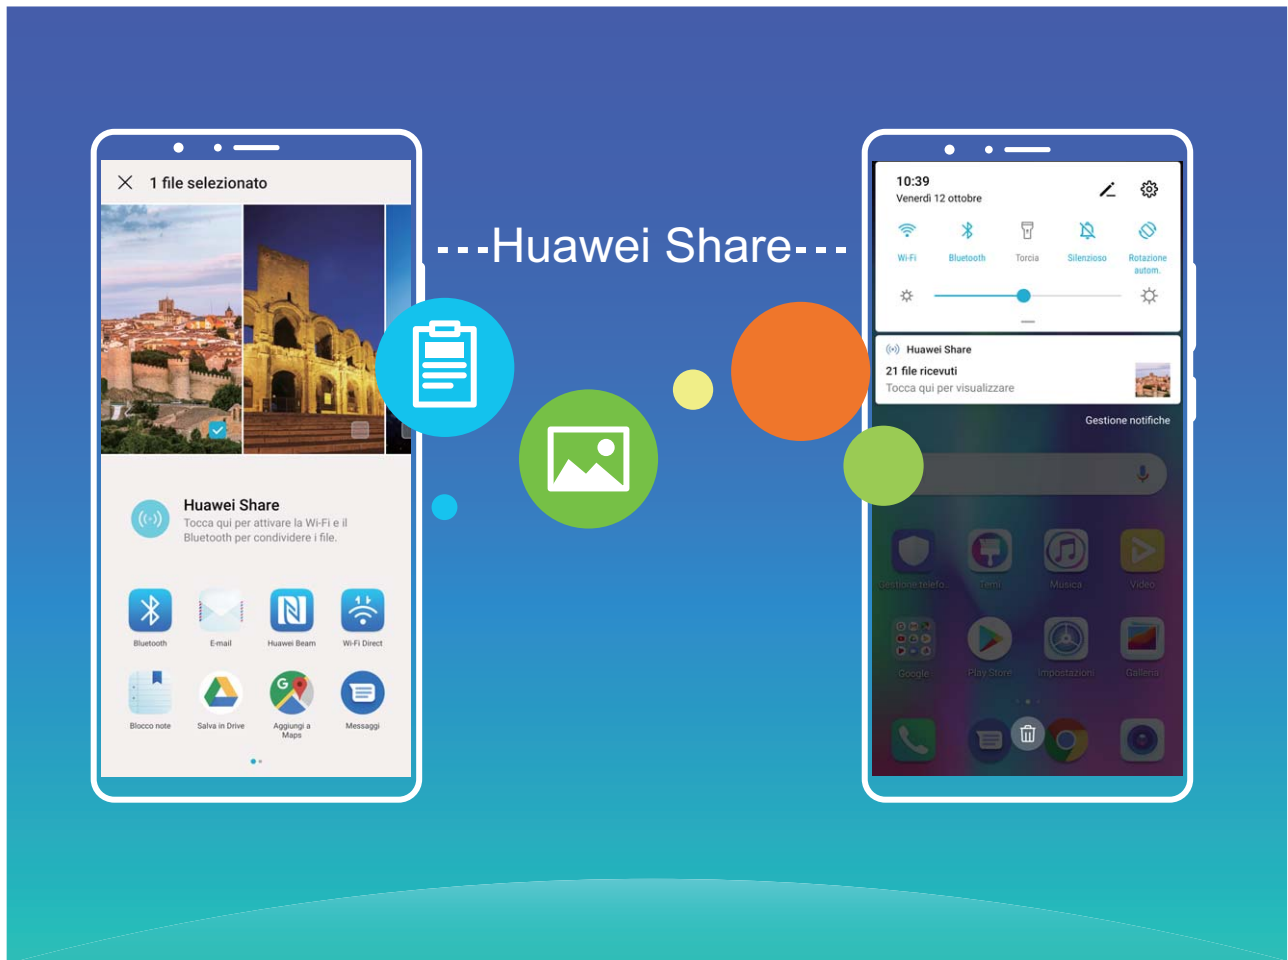 1 file selezionato
Huawei Share
Tocca qui per attivare la Wi-Fi e il
Bluetooth per condividere i file.
Bluetooth
E-mail
Huawei Beam
Wi-Fi Direct
Blocco note
Salva in Drive
Aggiungi a
Maps
Messaggi
---Huawei Share---
10:39
Venerdì 12 ottobre
Wi-Fi
Bluetooth
Torcia
Silenzioso
Rotazione
autom.
Huawei Share
21 file ricevuti
Tocca qui per visualizzare
Gestione notifiche
Gestione telefo...
Temi
Musica
Video
Google
Play Store
Impostazioni
Galleria